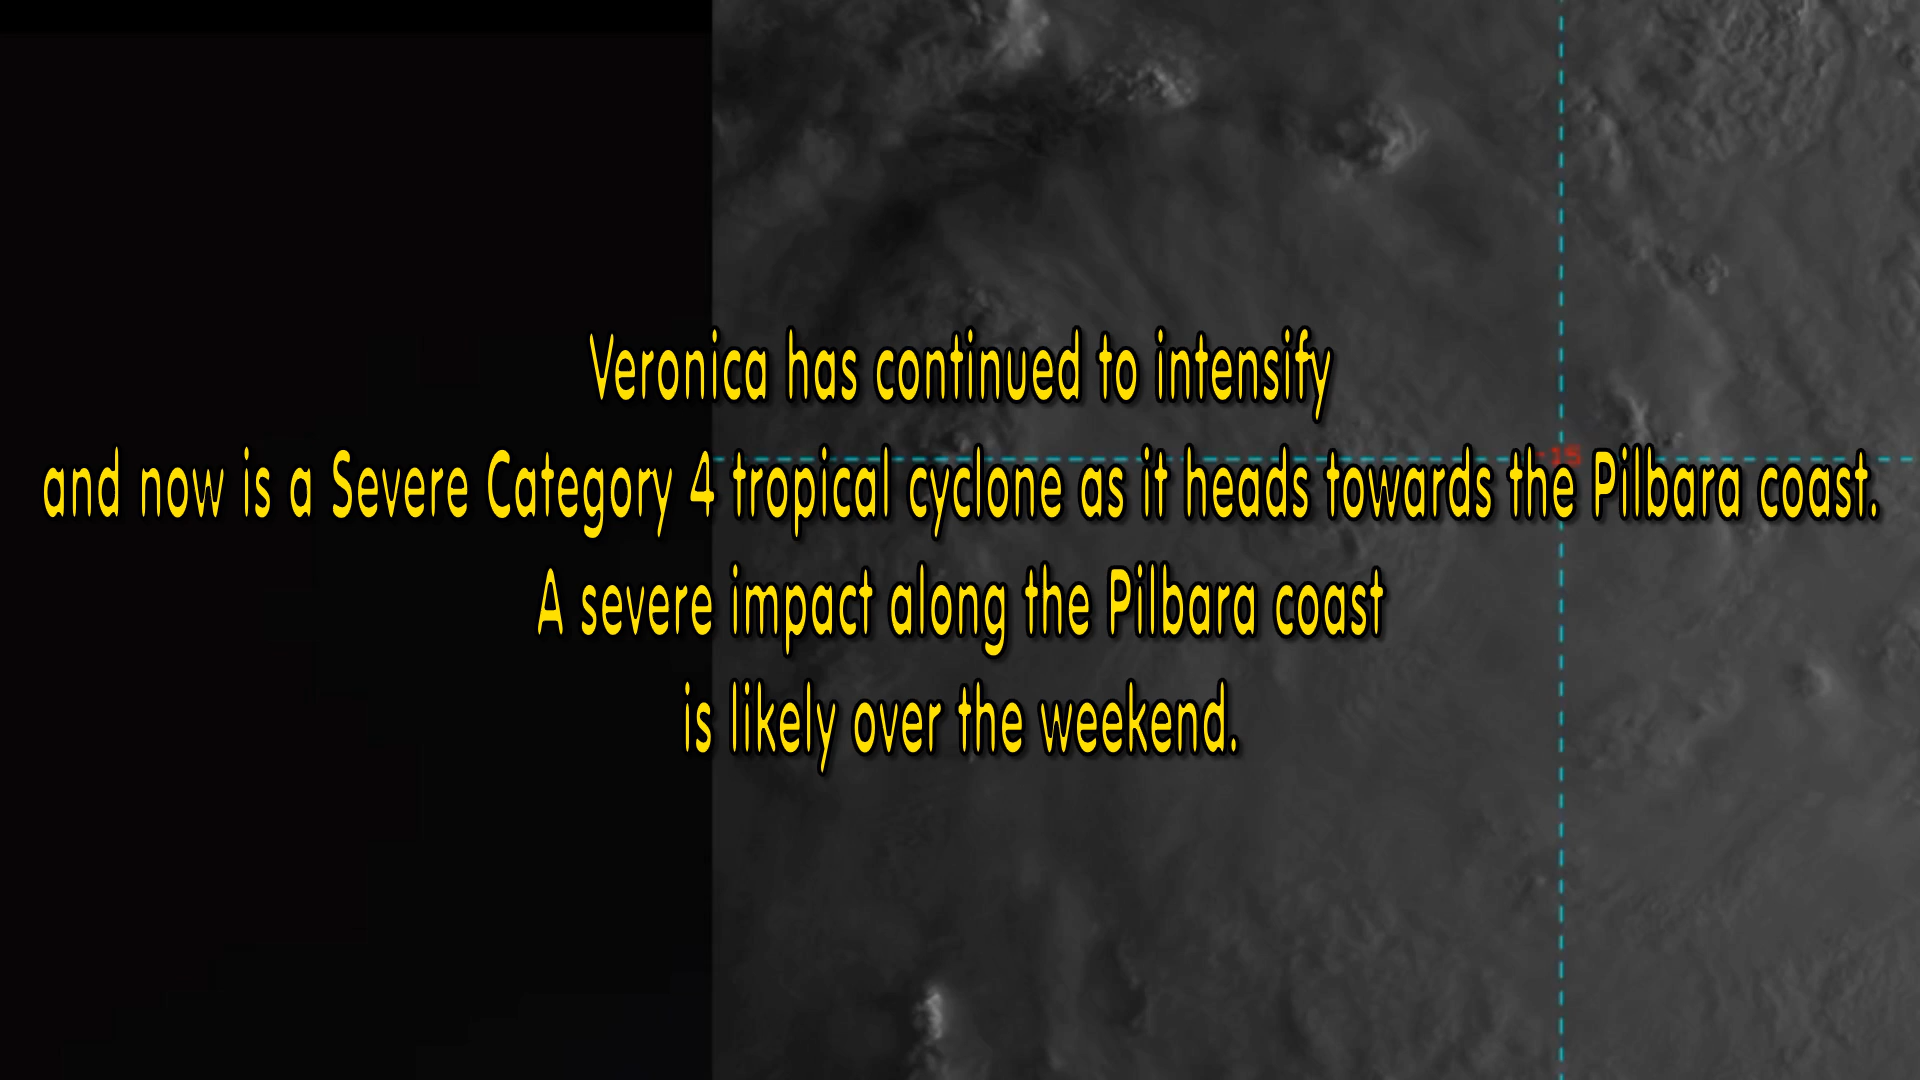 Veronica has continued to intensify
and now is a Severe Category 4 tropical cyclone as it heads towards the Pilbara coast.
A severe impact along the Pilbara coast
is likely over the weekend.